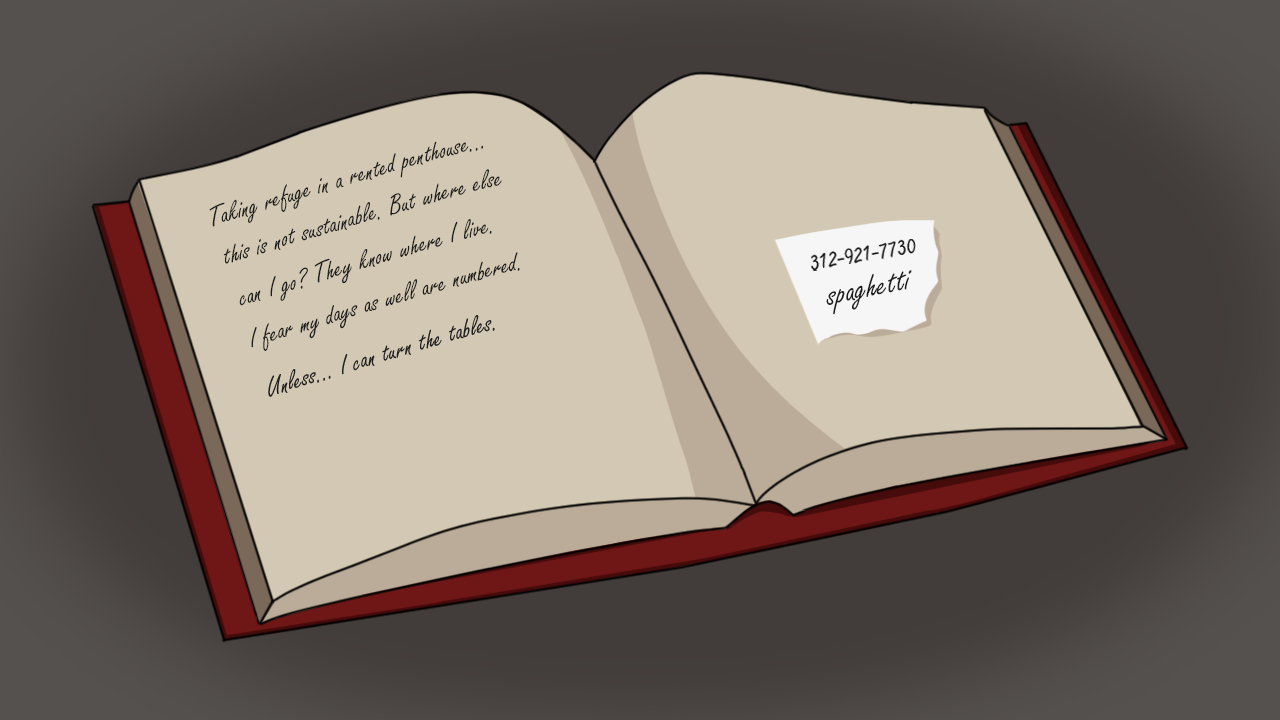 Taking refuge in a rented penthouse...
this is not sustainable. But where else
can I go? They know where I live.
I fear my days as well are numbered.
Unless... I can turn the tables.
312-921-7730
spaghetti